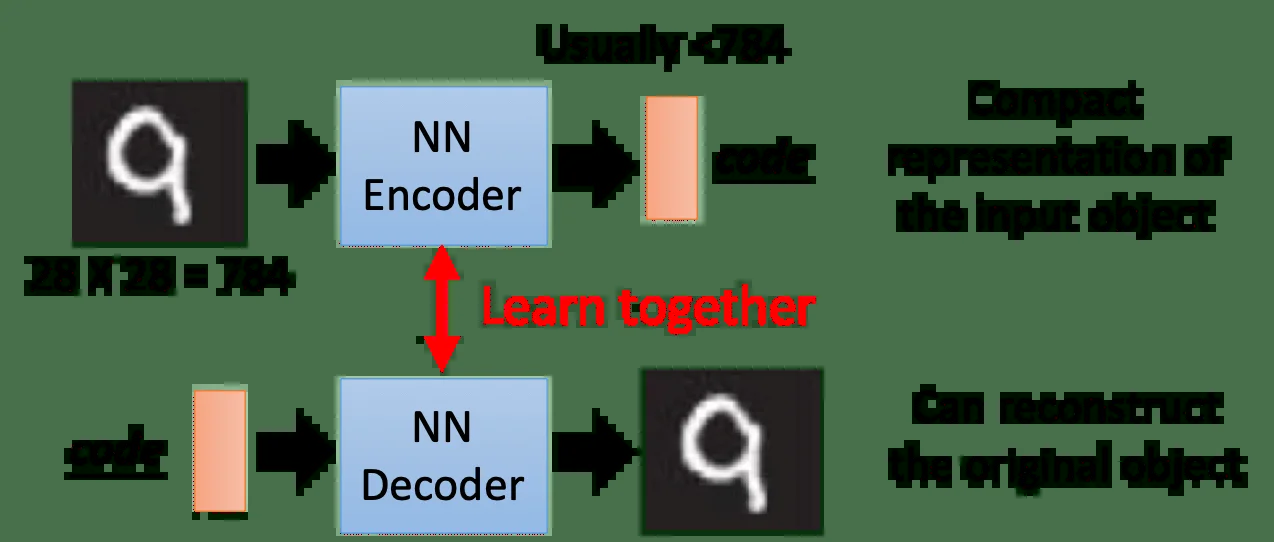 Usually <784
NN
Encoder
code
Compact
representation of
the input object
28 X 28 = 784
Learn together
code
NN
Decoder
Can reconstruct
the original object